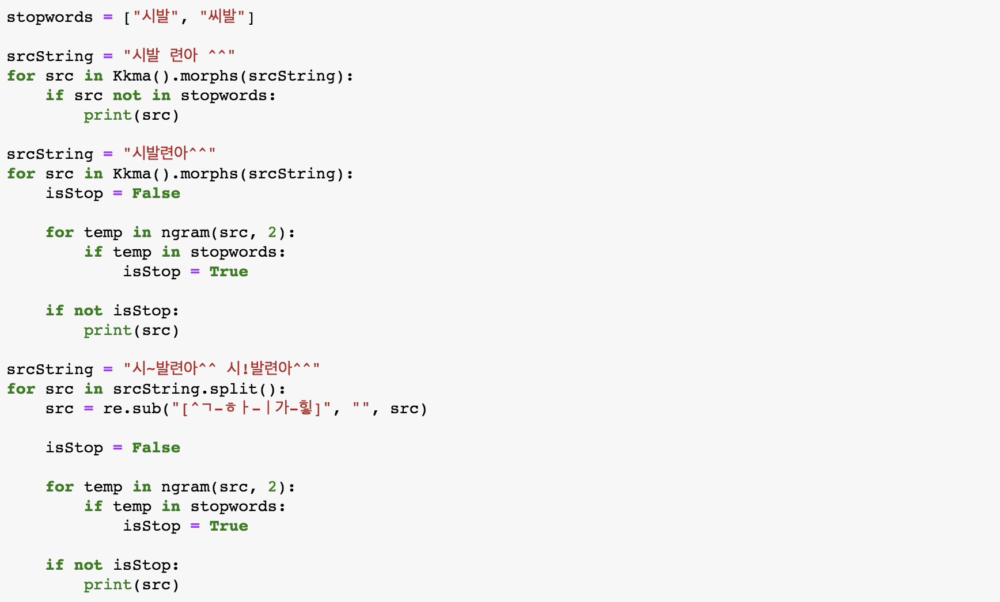 stopwords = ["시발", "씨발"]
srcString = "시발 련아 ^^"
for src in Kkma().morphs(srcString):
    if src not in stopwords:
        print(src)
srcString = "시발련아^^"
for src in Kkma().morphs(srcString):
    isStop = False
    for temp in ngram(src, 2):
        if temp in stopwords:
            isStop = True
    if not isStop:
        print(src)
srcString = "시~발련아^^ 시!발련아^^"
for src in srcString.split():
    src = re.sub("[^ㄱ-ㅎㅏ-ㅣ가-힣]", "", src)
    isStop = False
    for temp in ngram(src, 2):
        if temp in stopwords:
            isStop = True
    if not isStop:
        print(src)